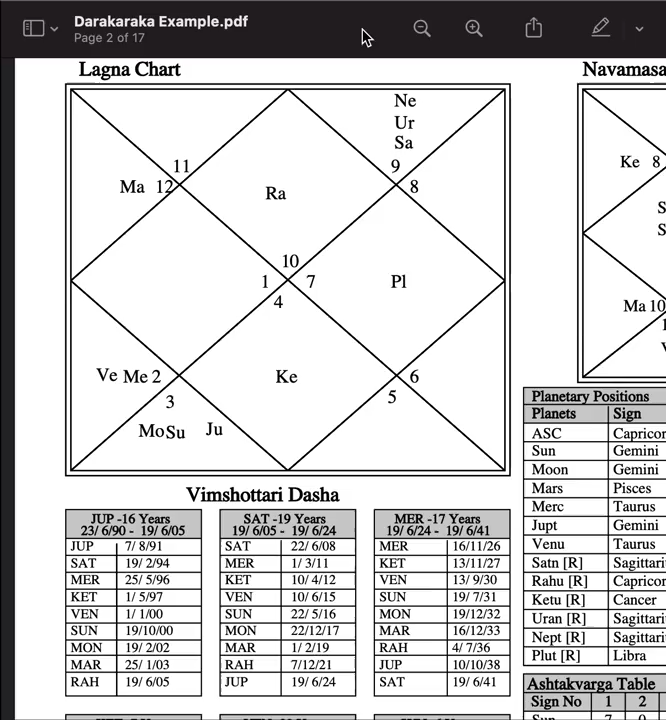 Darakaraka Example.pdf
Page 2 of 17
Lagna Chart
Navamasa
Ne
Ur
Sa
11
9
Ma 12
Ra
8
Ke 8
S
S
10
1
7
Pl
4
Ma 10
1
V
Ve Me 2
Ke
6
3
5
Mo Su Ju
Planetary Positions
Planets Sign
ASC Capricor
Sun Gemini
Moon Gemini
Mars Pisces
Merc Taurus
Jupt Gemini
Venu Taurus
Satn [R] Sagittari
Rahu [R] Capricor
Ketu [R] Cancer
Uran [R] Sagittari
Nept [R] Sagittari
Plut [R] Libra
Vimshottari Dasha
JUP -16 Years
23/ 6/90 - 19/ 6/05
JUP 7/ 8/91
SAT 19/ 2/94
MER 25/ 5/96
KET 1/ 5/97
VEN 1/ 1/00
SUN 19/10/00
MON 19/ 2/02
MAR 25/ 1/03
RAH 19/ 6/05
SAT -19 Years
19/ 6/05 - 19/ 6/24
SAT 22/ 6/08
MER 1/ 3/11
KET 10/ 4/12
VEN 10/ 6/15
SUN 22/ 5/16
MON 22/12/17
MAR 1/ 2/19
RAH 7/12/21
JUP 19/ 6/24
MER -17 Years
19/ 6/24 - 19/ 6/41
MER 16/11/26
KET 13/11/27
VEN 13/ 9/30
SUN 19/ 7/31
MON 19/12/32
MAR 16/12/33
RAH 4/ 7/36
JUP 10/10/38
SAT 19/ 6/41
Ashtakvarga Table
Sign No 1 2